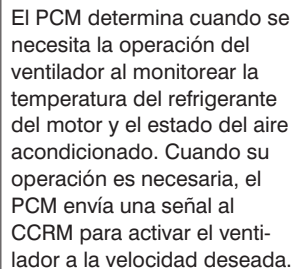 El PCM determina cuando se
necesita la operación del
ventilador al monitorear la
temperatura del refrigerante
del motor y el estado del aire
acondicionado. Cuando su
operación es necesaria, el
PCM envía una señal al
CCRM para activar el venti-
lador a la velocidad deseada.